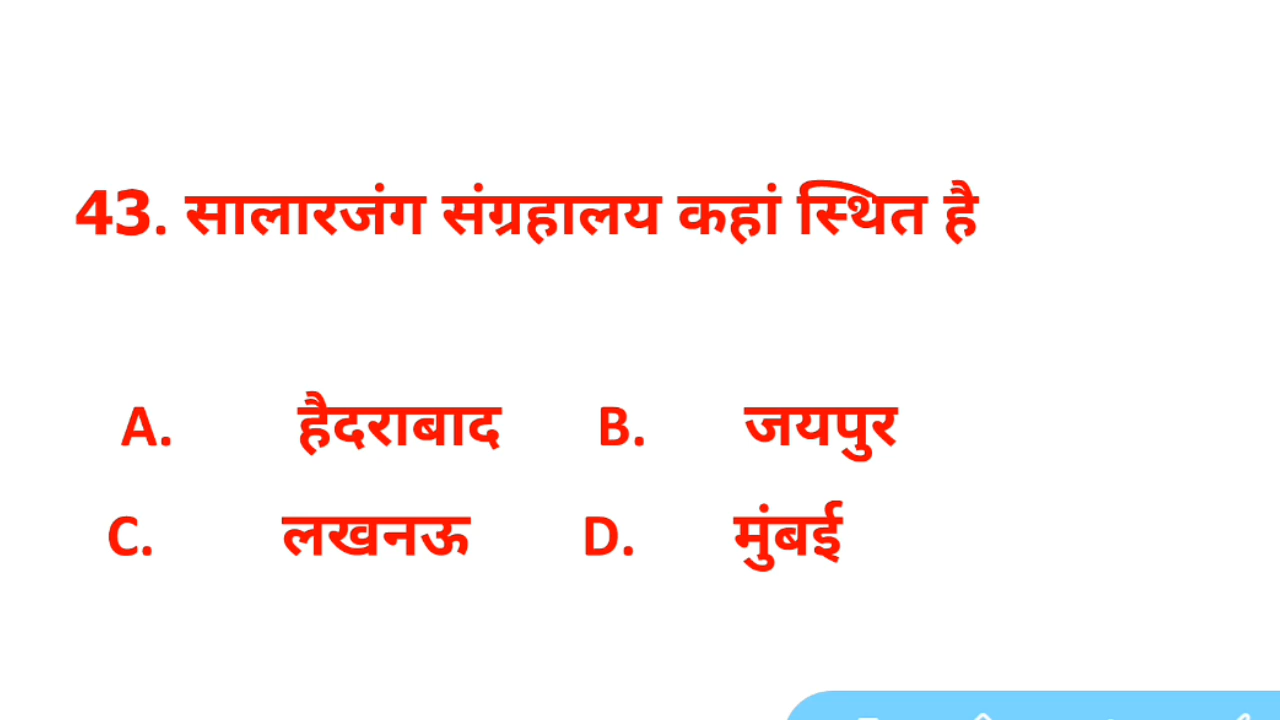 43. सालारजंग संग्रहालय कहां स्थित है
A. हैदराबाद B. जयपुर
C. लखनऊ D. मुंबई